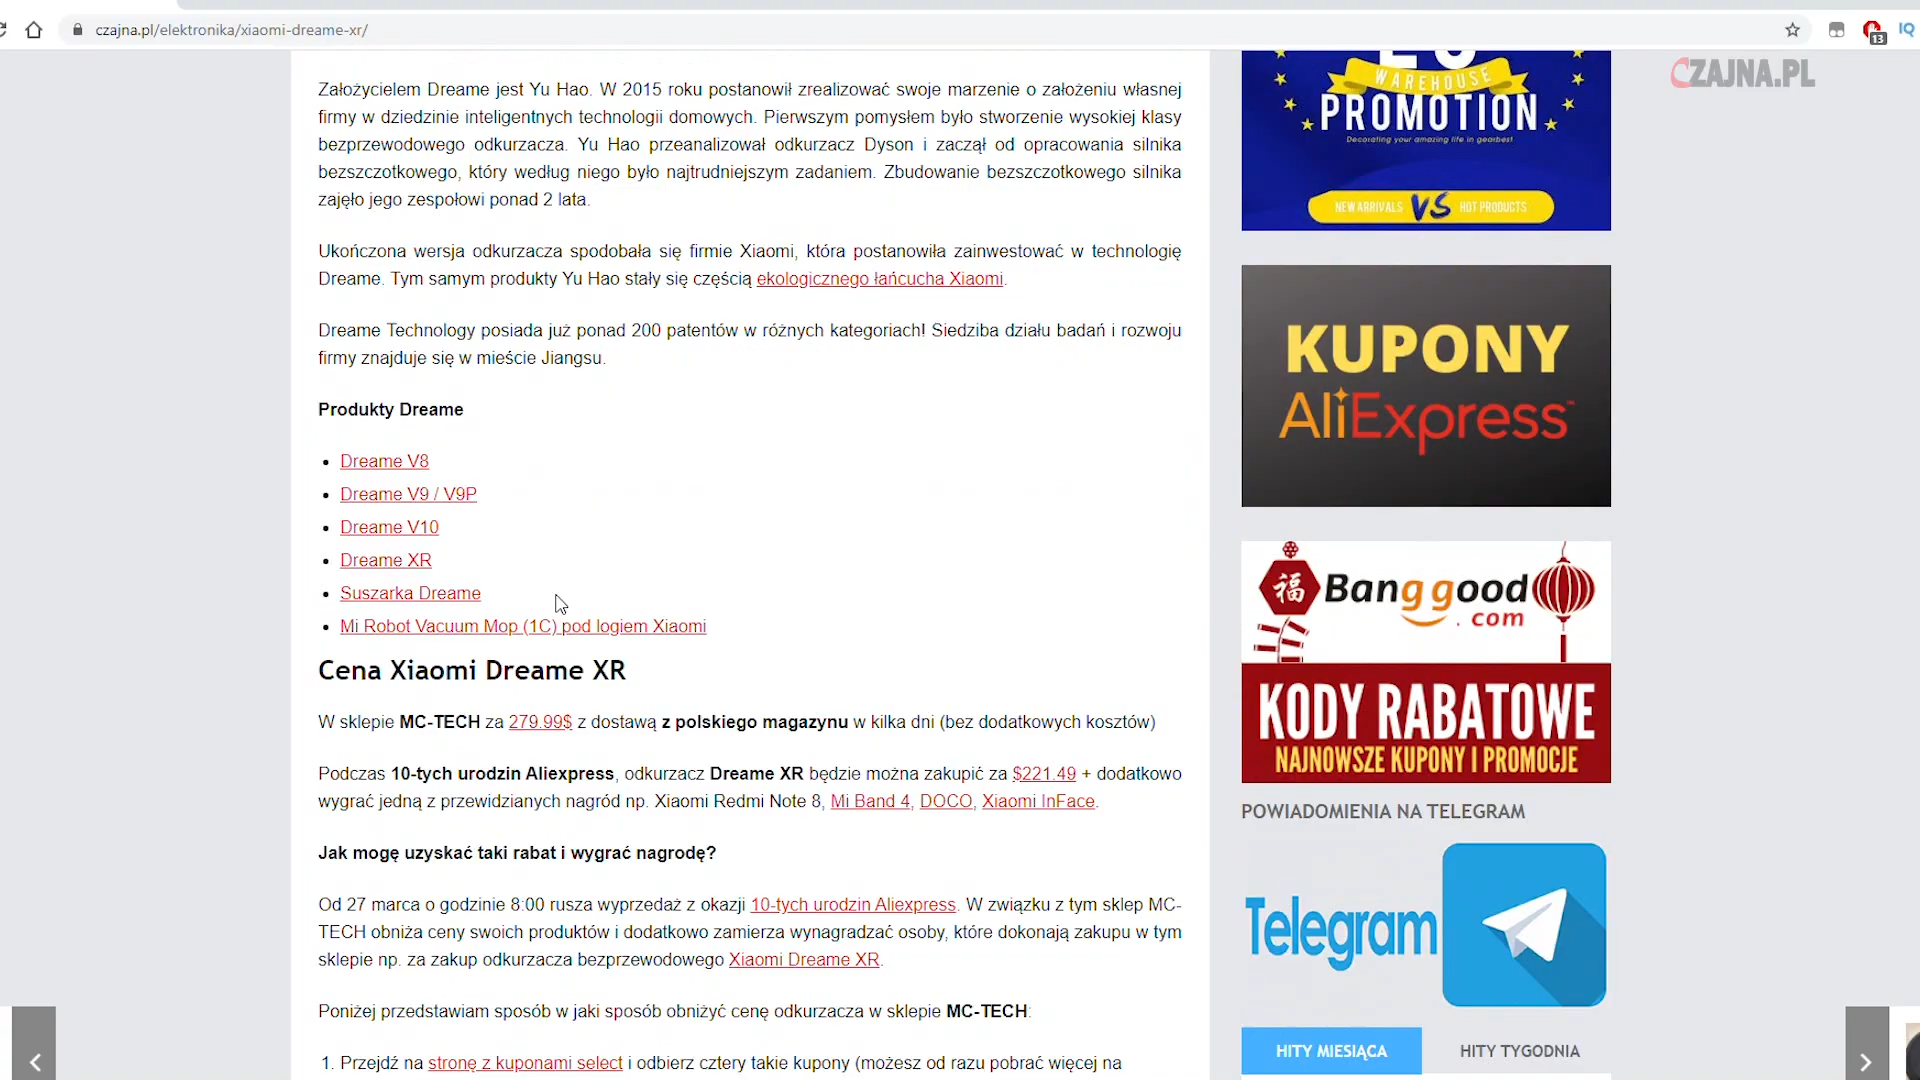 czajna.pl/elektronika/xiaomi-dreame-xr/
13
IQ
CZAJNA.PL
Założycielem Dreame jest Yu Hao. W 2015 roku postanowił zrealizować swoje marzenie o założeniu własnej
firmy w dziedzinie inteligentnych technologii domowych. Pierwszym pomysłem było stworzenie wysokiej klasy
bezprzewodowego odkurzacza. Yu Hao przeanalizował odkurzacz Dyson i zaczął od opracowania silnika
bezszczotkowego, który według niego było najtrudniejszym zadaniem. Zbudowanie bezszczotkowego silnika
zajęło jego zespołowi ponad 2 lata.
Ukończona wersja odkurzacza spodobała się firmie Xiaomi, która postanowiła zainwestować w technologię
Dreame. Tym samym produkty Yu Hao stały się częścią ekologicznego łańcucha Xiaomi.
Dreame Technology posiada już ponad 200 patentów w różnych kategoriach! Siedziba działu badań i rozwoju
firmy znajduje się w mieście Jiangsu.
Produkty Dreame
• Dreame V8
• Dreame V9 / V9P
• Dreame V10
• Dreame XR
• Suszarka Dreame
• Mi Robot Vacuum Mop (1C) pod logiem Xiaomi
Cena Xiaomi Dreame XR
W sklepie MC-TECH za 279.99$ z dostawą z polskiego magazynu w kilka dni (bez dodatkowych kosztów)
Podczas 10-tych urodzin Aliexpress, odkurzacz Dreame XR będzie można zakupić za $221.49 + dodatkowo
wygrać jedną z przewidzianych nagród np. Xiaomi Redmi Note 8, Mi Band 4, DOCO, Xiaomi InFace.
Jak mogę uzyskać taki rabat i wygrać nagrodę?
Od 27 marca o godzinie 8:00 rusza wyprzedaż z okazji 10-tych urodzin Aliexpress. W związku z tym sklep MC-
TECH obniża ceny swoich produktów i dodatkowo zamierza wynagradzać osoby, które dokonają zakupu w tym
sklepie np. za zakup odkurzacza bezprzewodowego Xiaomi Dreame XR.
Poniżej przedstawiam sposób w jaki sposób obniżyć cenę odkurzacza w sklepie MC-TECH:
1. Przejdź na stronę z kuponami select i odbierz cztery takie kupony (możesz od razu pobrać więcej na
WAREHOUSE
PROMOTION
Decorating your amazing life in gearbest!
NEW ARRIVALS VS HOT PRODUCTS
KUPONY
AliExpress™
福
Banggood
.com
KODY RABATOWE
NAJNOWSZE KUPONY I PROMOCJE
POWIADOMIENIA NA TELEGRAM
Telegram
HITY MIESIĄCA
HITY TYGODNIA